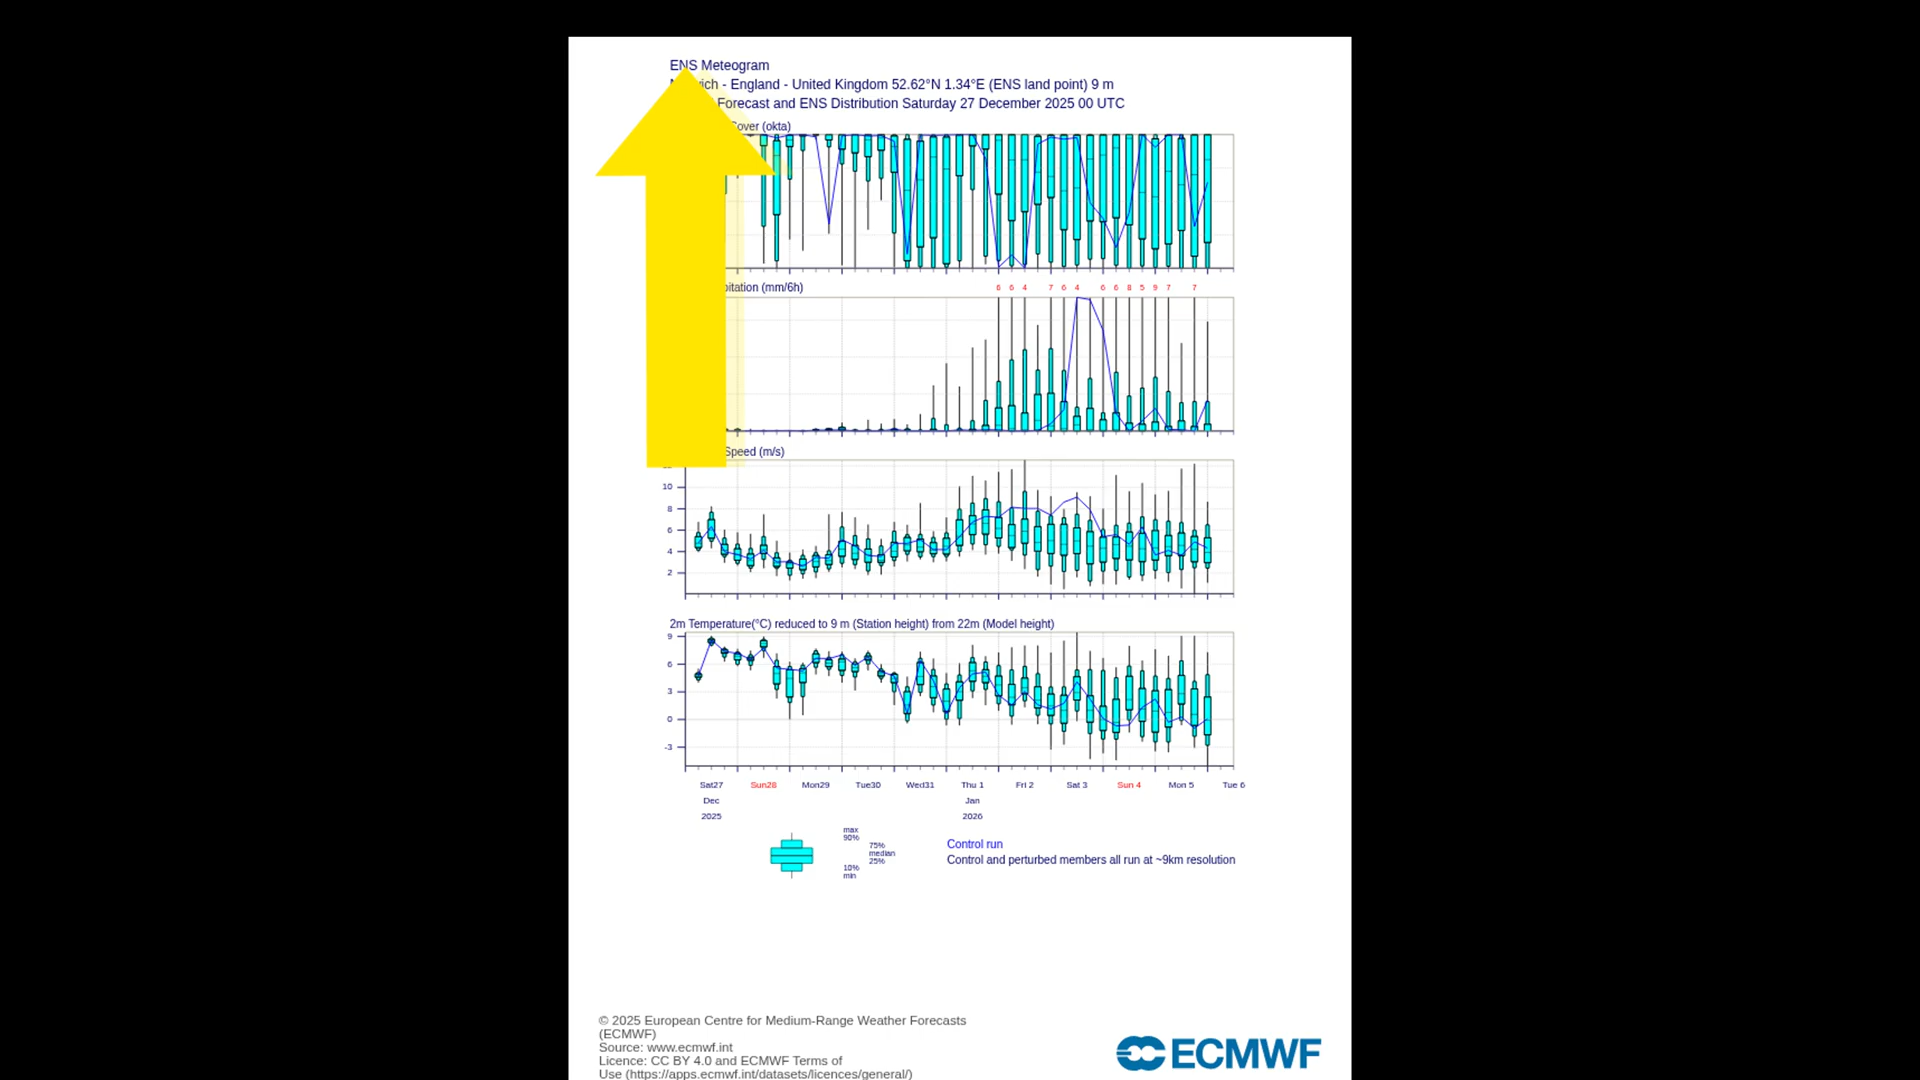 ENS Meteogram
rich - England - United Kingdom 52.62°N 1.34°E (ENS land point) 9 m
Forecast and ENS Distribution Saturday 27 December 2025 00 UTC
Cover (okta)
pitation (mm/6h)
6 6 4 7 6 4 6 6 8 5 9 7 7
Speed (m/s)
10
8
6
4
2
2m Temperature(°C) reduced to 9 m (Station height) from 22m (Model height)
9
6
3
0
-3
Sat27 Sun28 Mon29 Tue30 Wed31 Thu 1 Fri 2 Sat 3 Sun 4 Mon 5 Tue 6
Dec Jan
2025 2026
max
90%
75%
median
25%
10%
min
Control run
Control and perturbed members all run at ~9km resolution
© 2025 European Centre for Medium-Range Weather Forecasts
(ECMWF)
Source: www.ecmwf.int
Licence: CC BY 4.0 and ECMWF Terms of
Use (https://apps.ecmwf.int/datasets/licences/general/)
ECMWF